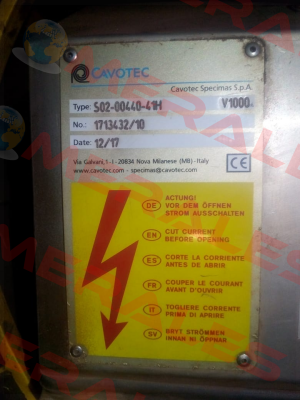 CAVOTEC
Cavotec Specimas S.p.A.
Type: S02-00440-41H V1000
No.: 1713432/10
Date: 12/17
Via Galvani,1 - I - 20834 Nova Milanese (MB) - Italy
www.cavotec.com - specimas@cavotec.com
CE
DE ACTUNG!
VOR DEM ÖFFNEN
STROM AUSSCHALTEN
EN CUT CURRENT
BEFORE OPENING
ES CORTE LA CORRIENTE
ANTES DE ABRIR
FR COUPER LE COURANT
AVANT D'OUVRIR
IT TOGLIERE CORRENTE
PRIMA DI APRIRE
SV BRYT STRÖMMEN
INNAN NI ÖPPNAR